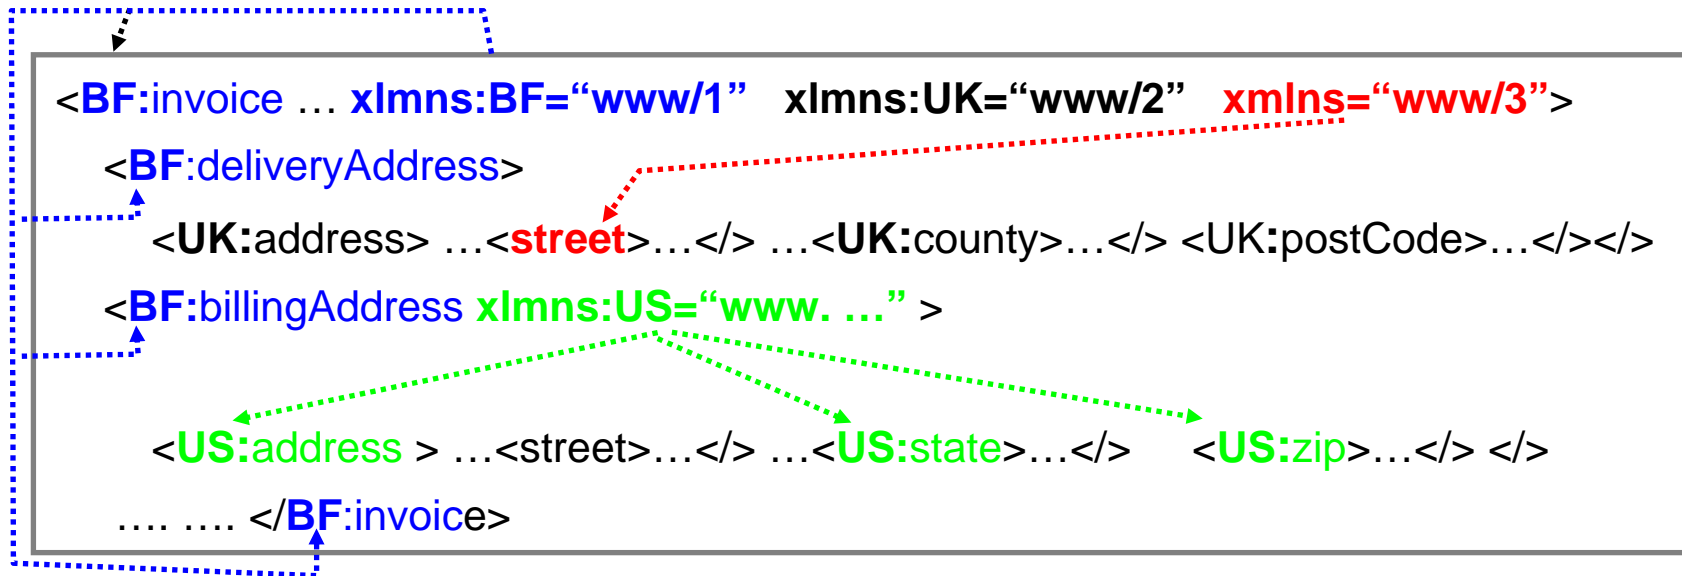 <BF:invoice … xlmns:BF=“www/1” xlmns:UK=“www/2” xmlns=“www/3”>
<BF:deliveryAddress>
<UK:address> …<street>…</> …<UK:county>…</> <UK:postCode>…</></>
<BF:billingAddress xlmns:US=“www. …” >
<US:address > …<street>…</> …<US:state>…</> <US:zip>…</> </>
…. …. </BF:invoice>